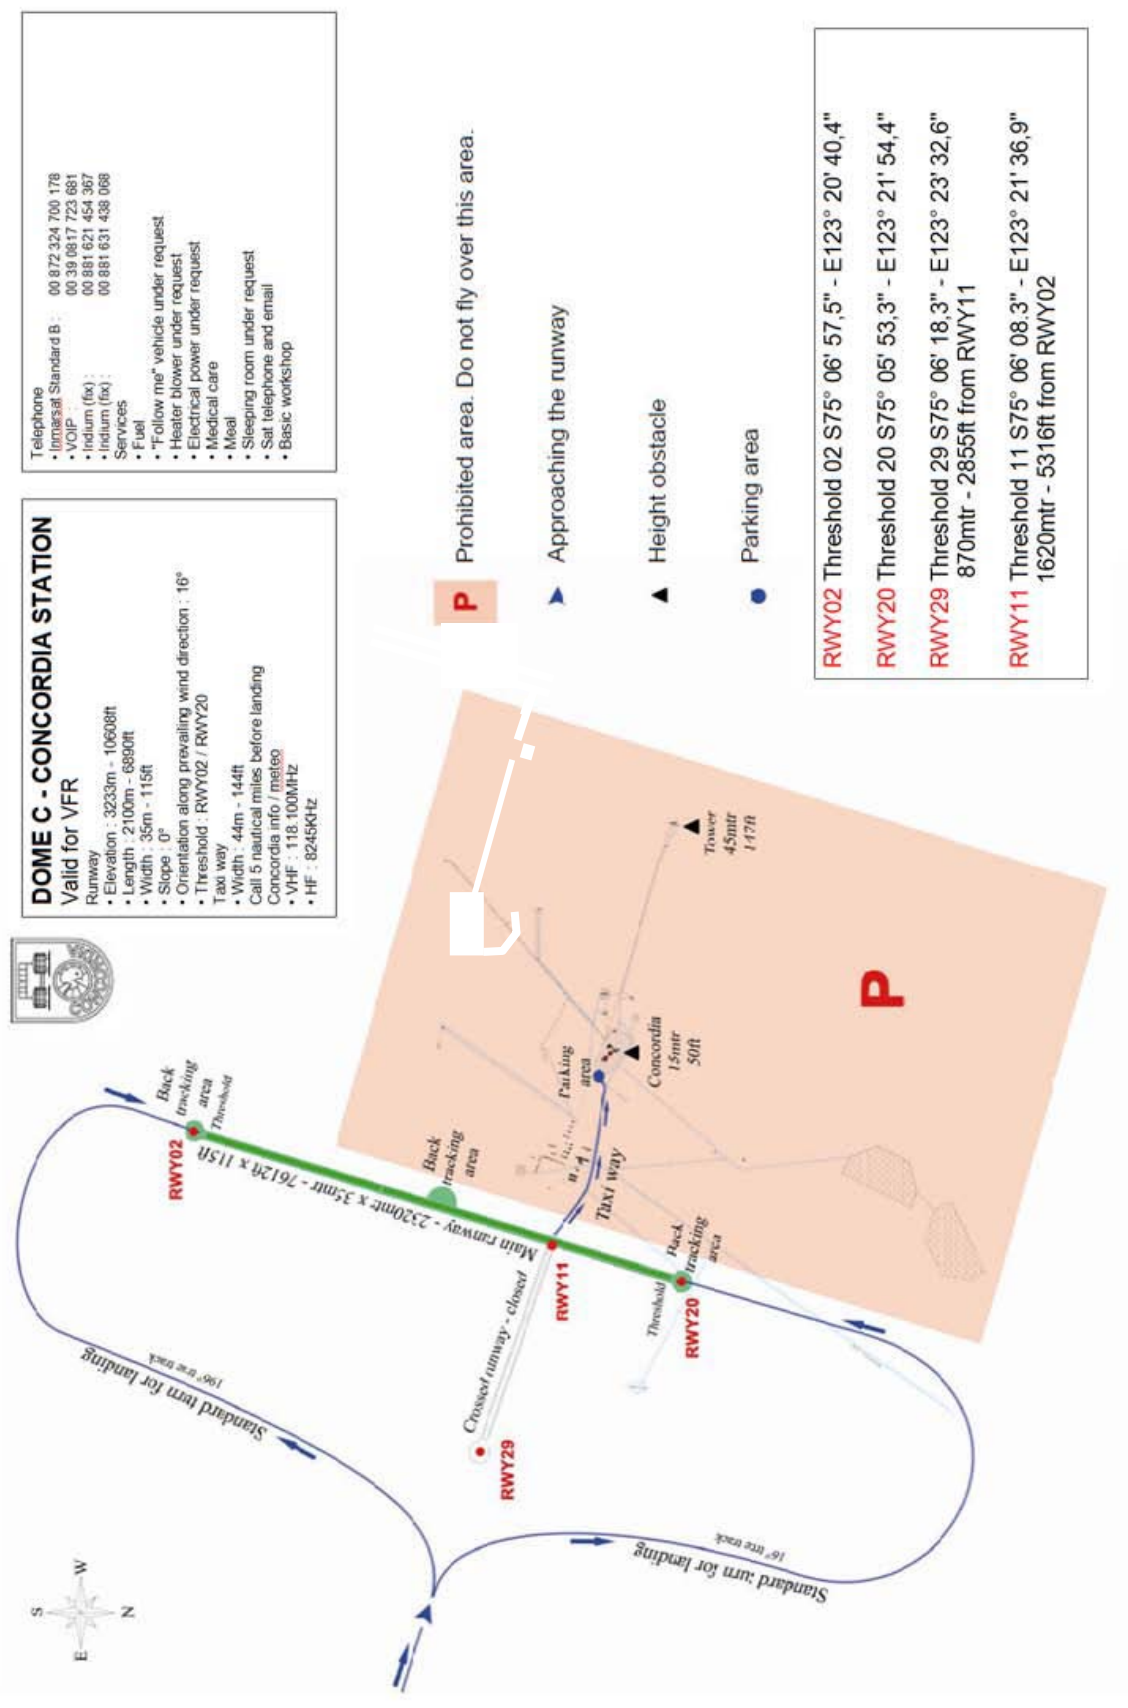 DOME C - CONCORDIA STATION
Valid for VFR
Runway
• Elevation : 3233m - 10608ft
• Length : 2100m - 6890ft
• Width : 35m - 115ft
• Slope : 0°
• Orientation along prevailing wind direction : 16°
• Threshold : RWY02 / RWY20
Taxi way
• Width : 44m - 144ft
Call 5 nautical miles before landing
Concordia info / meteo
• VHF : 118.100MHz
• HF : 8245KHz
Telephone
• Inmarsat Standard B : 00 872 324 700 178
• VOIP : 00 39 0817 723 681
• Iridium (fix) : 00 881 621 454 367
• Iridium (fix) : 00 881 631 438 068
Services
• Fuel
• "Follow me" vehicle under request
• Heater blower under request
• Electrical power under request
• Medical care
• Meal
• Sleeping room under request
• Sat telephone and email
• Basic workshop
P Prohibited area. Do not fly over this area.
Approaching the runway
Height obstacle
Parking area
RWY02 Threshold 02 S75° 06' 57,5" - E123° 20' 40,4"
RWY20 Threshold 20 S75° 05' 53,3" - E123° 21' 54,4"
RWY29 Threshold 29 S75° 06' 18,3" - E123° 23' 32,6"
870mtr - 2855ft from RWY11
RWY11 Threshold 11 S75° 06' 08.3" - E123° 21' 36,9"
1620mtr - 5316ft from RWY02
S
E
W
N
Standard turn for landing
196° true track
RWY02
Back
tracking
area
Threshold
Main runway - 2320mtr x 35mtr - 7612ft x 115ft
Back
tracking
area
Crossed runway - closed
RWY29
RWY11
Taxi way
Parking
area
Concordia
15mtr
50ft
Tower
45mtr
147ft
P
Threshold
RWY20
Back
tracking
area
Standard turn for landing
16° true track